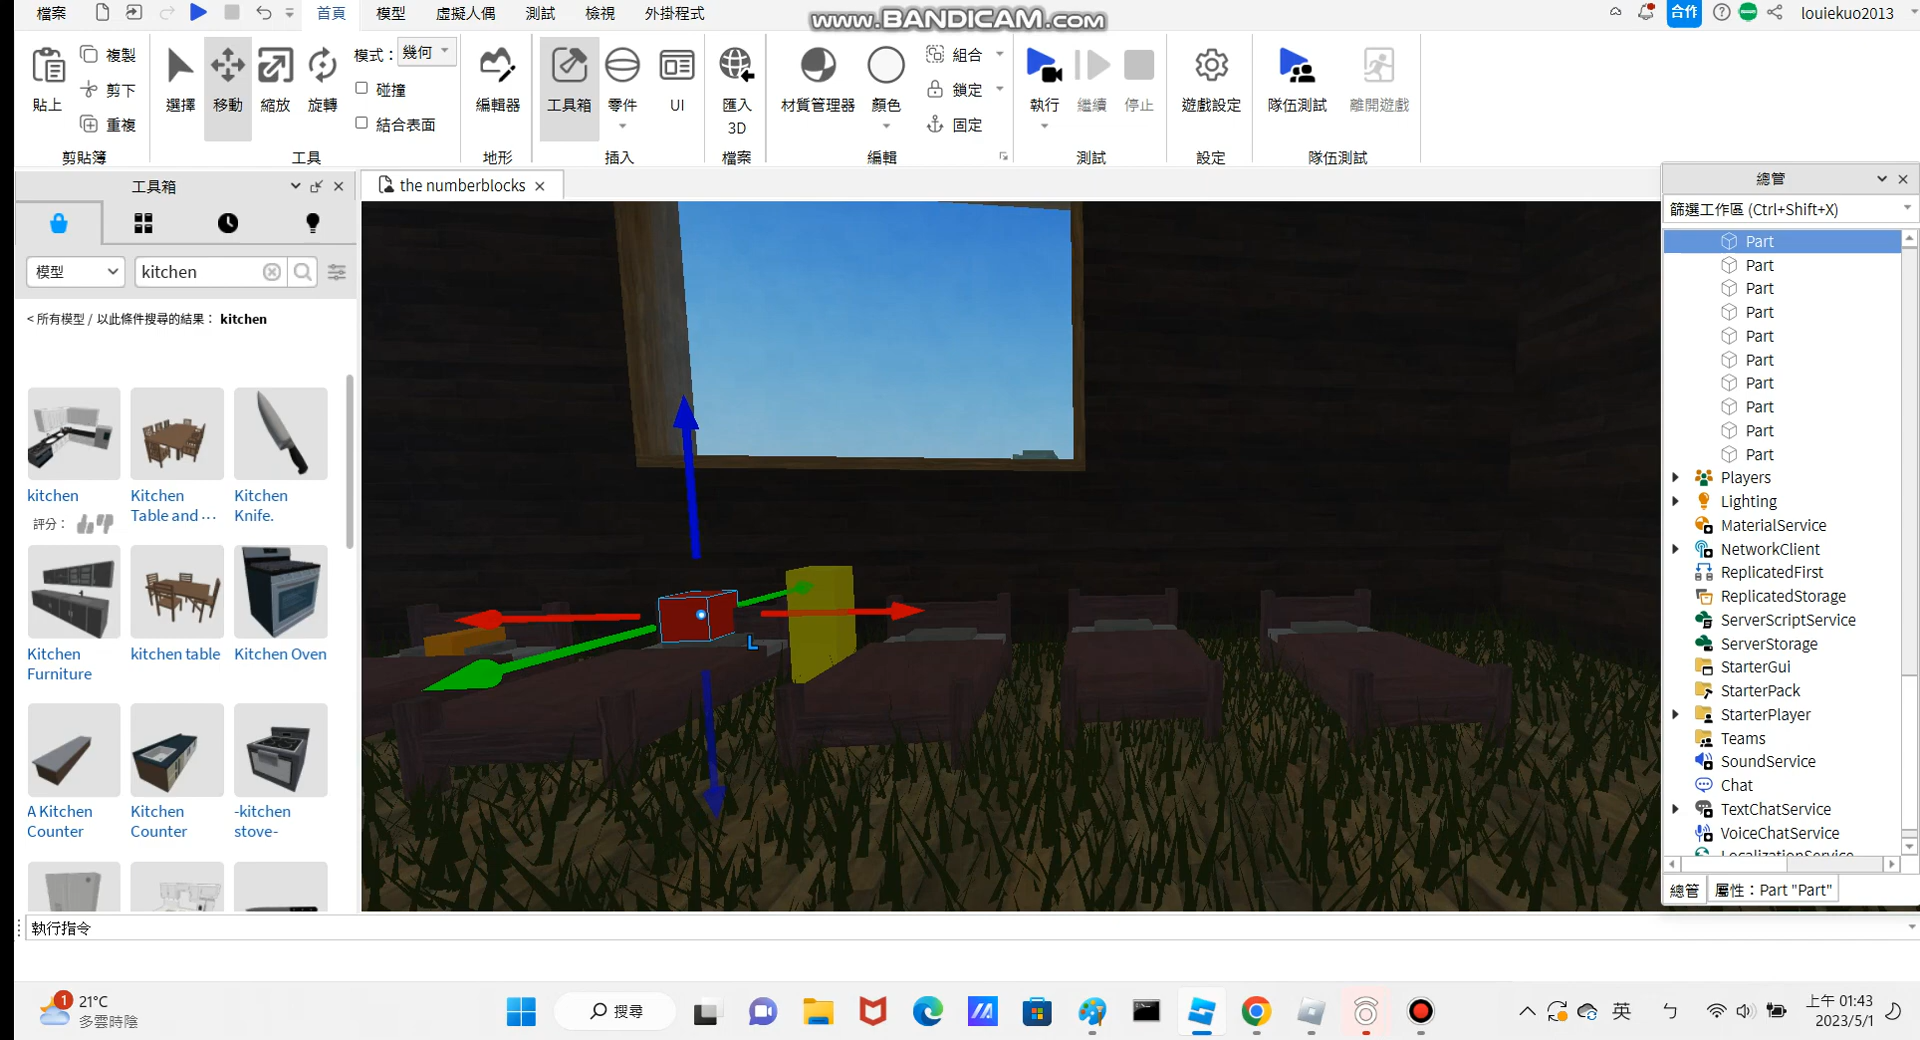 檔案 首頁 模型 虛擬人偶 測試 檢視 外掛程式 www.BANDICAM.com 合作 louiekuo2013
貼上 複製 剪下 重複 剪貼簿
選擇 移動 縮放 旋轉 模式： 幾何 碰撞 結合表面 工具
編輯器 地形
工具箱 零件 UI 插入
匯入 3D 檔案
材質管理器 顏色 組合 鎖定 固定 編輯
執行 繼續 停止 測試
遊戲設定 設定
隊伍測試 離開遊戲 隊伍測試
工具箱
the numberblocks
模型 kitchen
< 所有模型 / 以此條件搜尋的結果： kitchen
kitchen
評分：
Kitchen
Table and ...
Kitchen
Knife.
Kitchen
Furniture
kitchen table
Kitchen Oven
A Kitchen
Counter
Kitchen
Counter
-kitchen
stove-
L
總管
篩選工作區 (Ctrl+Shift+X)
Part
Part
Part
Part
Part
Part
Part
Part
Part
Part
Players
Lighting
MaterialService
NetworkClient
ReplicatedFirst
ReplicatedStorage
ServerScriptService
ServerStorage
StarterGui
StarterPack
StarterPlayer
Teams
SoundService
Chat
TextChatService
VoiceChatService
LocalizationService
總管 屬性：Part "Part"
執行指令
1 21°C
多雲時陰
搜尋
英 ㄅ
上午 01:43
2023/5/1